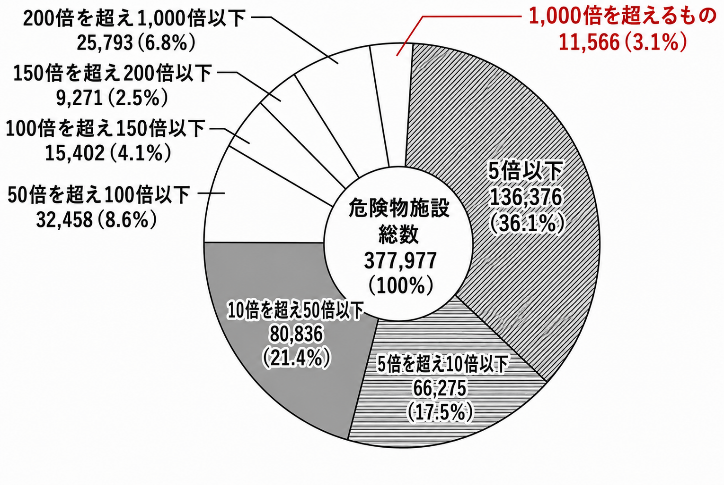 200倍を超え1,000倍以下
25,793（6.8%）
1,000倍を超えるもの
11,566（3.1%）
150倍を超え200倍以下
9,271（2.5%）
100倍を超え150倍以下
15,402（4.1%）
50倍を超え100倍以下
32,458（8.6%）
5倍以下
136,376
（36.1%）
危険物施設
総数
377,977
（100%）
10倍を超え50倍以下
80,836
（21.4%）
5倍を超え10倍以下
66,275
（17.5%）